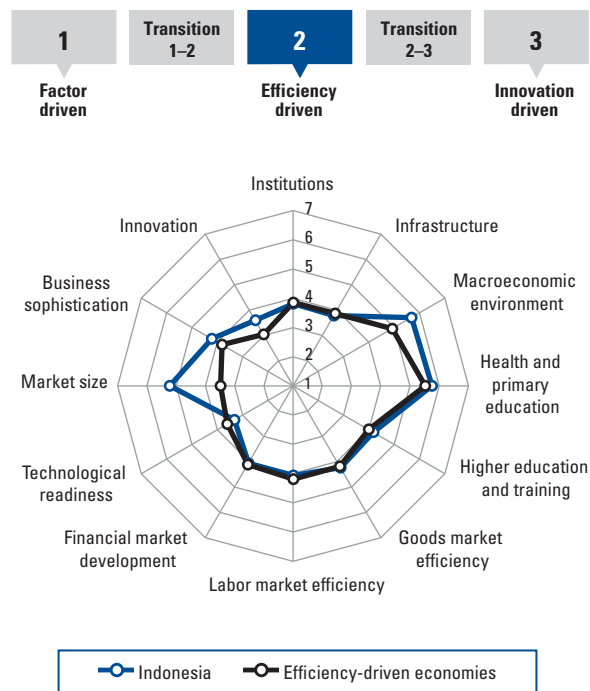 1
Transition
1–2
2
Transition
2–3
3
Factor
driven
Efficiency
driven
Innovation
driven
Institutions
Infrastructure
Macroeconomic
environment
Health and
primary
education
Higher education
and training
Goods market
efficiency
Labor market efficiency
Financial market
development
Technological
readiness
Market size
Business
sophistication
Innovation
7
6
5
4
3
2
1
Indonesia
Efficiency-driven economies